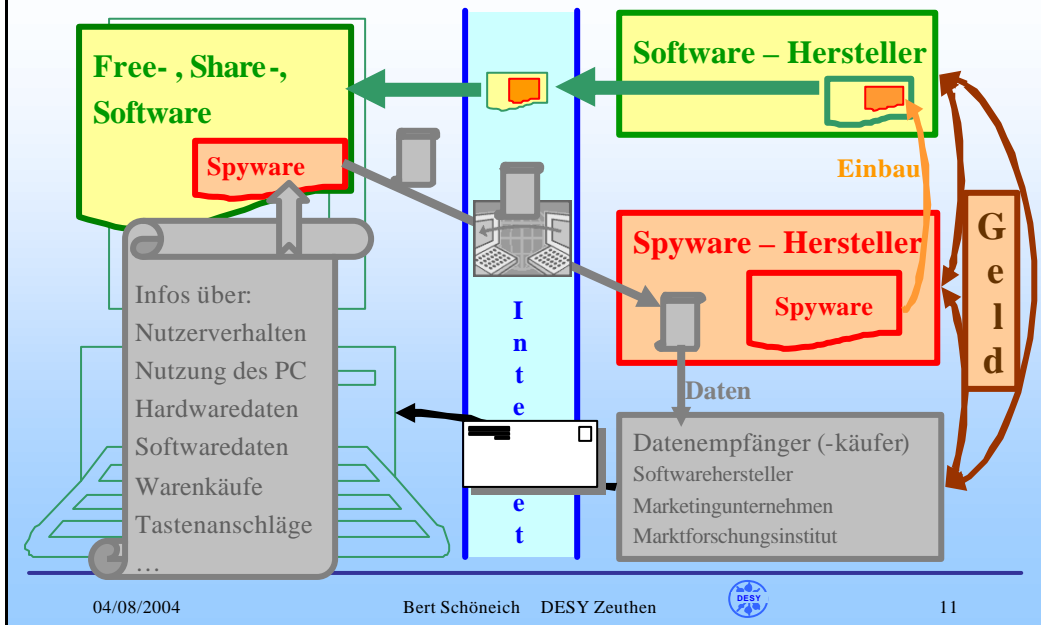 Free- , Share-,
Software
Spyware
Software – Hersteller
Einbau
Spyware – Hersteller
Spyware
G
e
l
d
Infos über:
Nutzerverhalten
Nutzung des PC
Hardwaredaten
Softwaredaten
Warenkäufe
Tastenanschläge
…
I
n
t
e
e
t
Daten
Datenempfänger (-käufer)
Softwarehersteller
Marketingunternehmen
Marktforschungsinstitut
04/08/2004
Bert Schöneich DESY Zeuthen
DESY
11